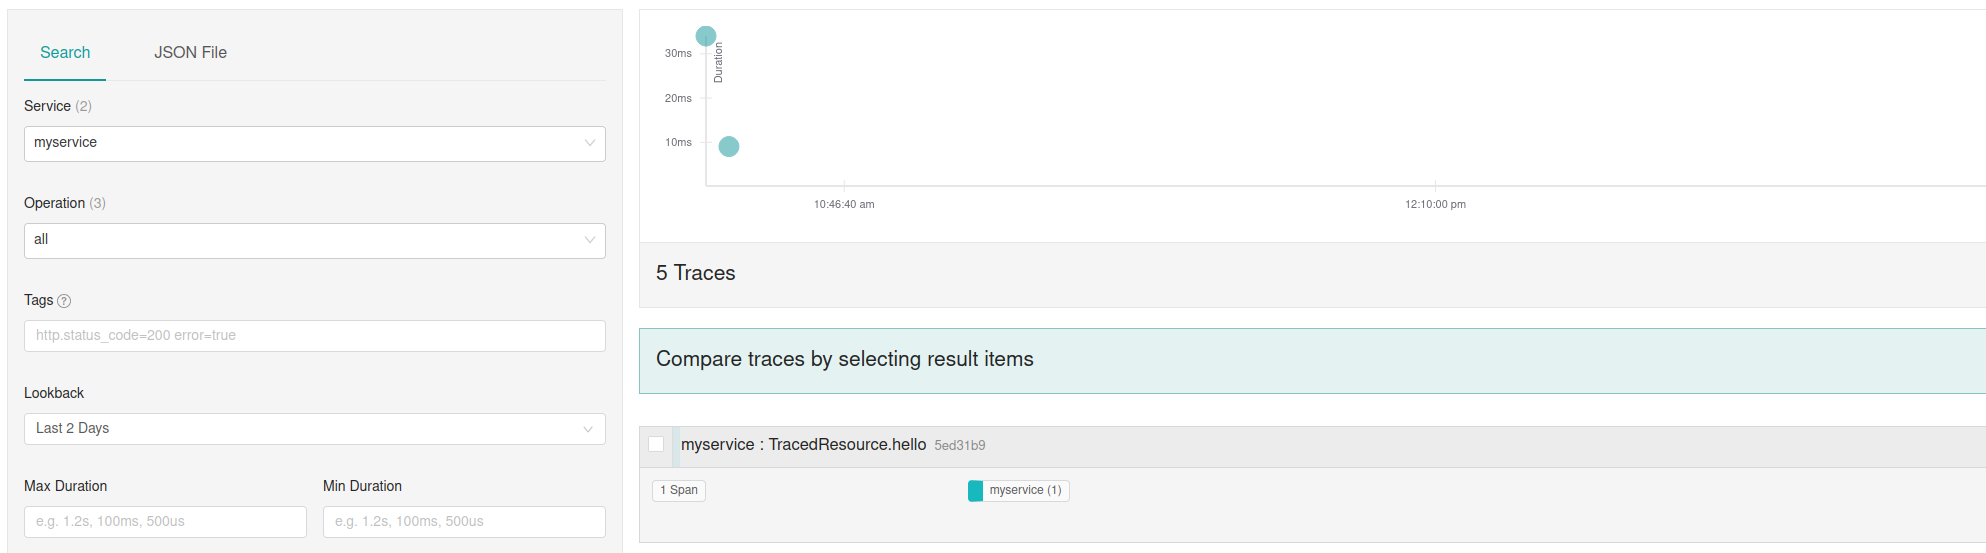 Search JSON File
Service (2)
myservice
Operation (3)
all
Tags ?
http.status_code=200 error=true
Lookback
Last 2 Days
Max Duration Min Duration
e.g. 1.2s, 100ms, 500us e.g. 1.2s, 100ms, 500us
Duration
30ms
20ms
10ms
10:46:40 am 12:10:00 pm
5 Traces
Compare traces by selecting result items
myservice : TracedResource.hello 5ed31b9
1 Span myservice (1)